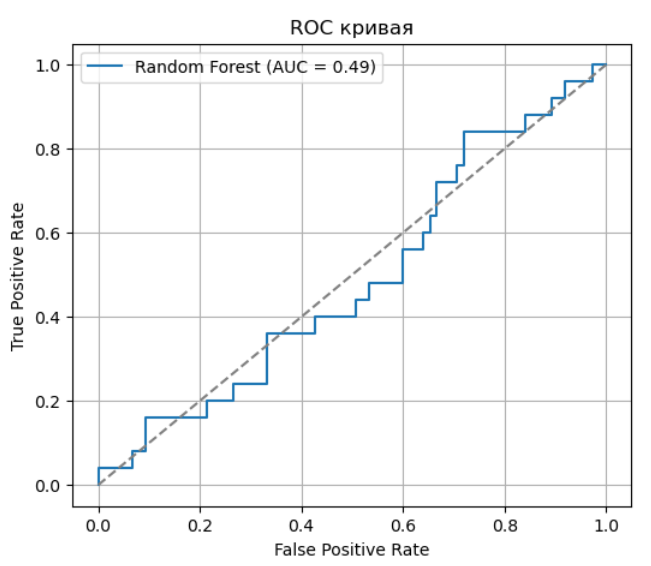 ROC кривая
Random Forest (AUC = 0.49)
True Positive Rate
1.0
0.8
0.6
0.4
0.2
0.0
0.0 0.2 0.4 0.6 0.8 1.0
False Positive Rate